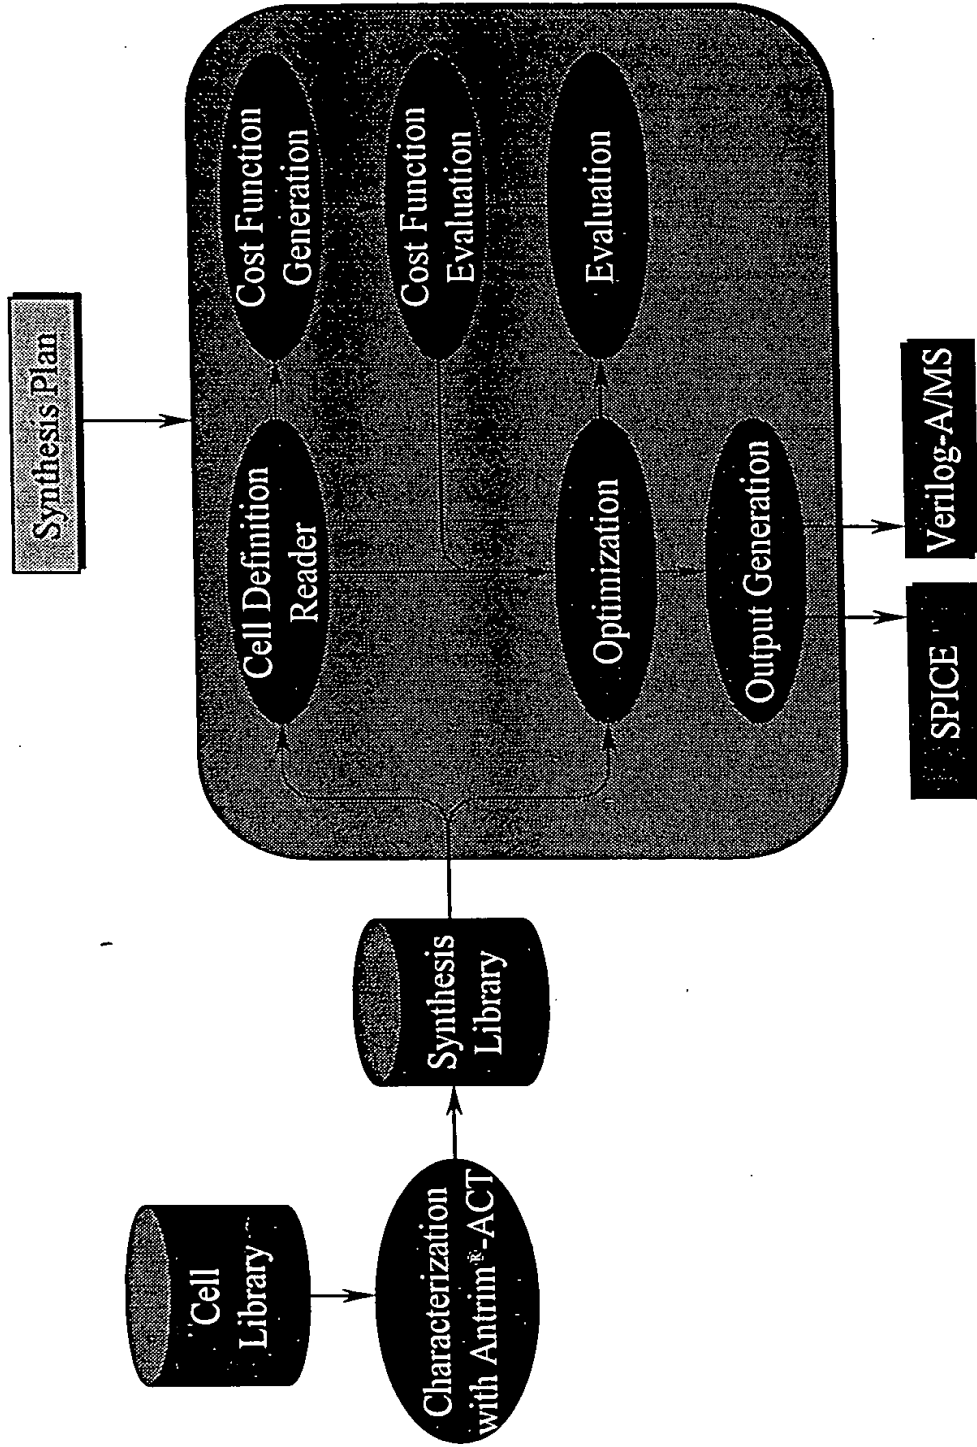 Synthesis Plan
Cell
Library
Characterization
with Antrim®-ACT
Synthesis
Library
Cell Definition
Reader
Cost Function
Generation
Cost Function
Evaluation
Optimization
Evaluation
Output Generation
SPICE
Verilog-A/MS